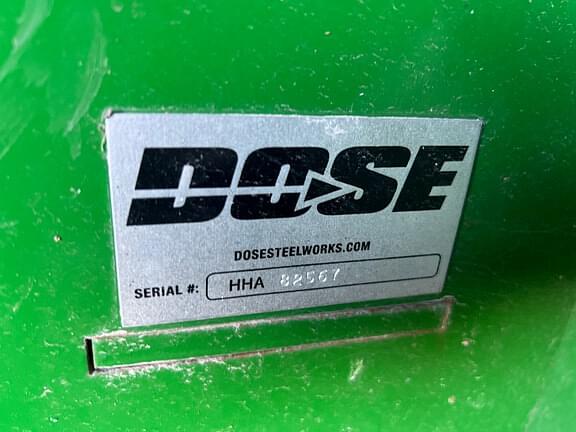 DOSE
DOSESTEELWORKS.COM
SERIAL #: HHA 82567